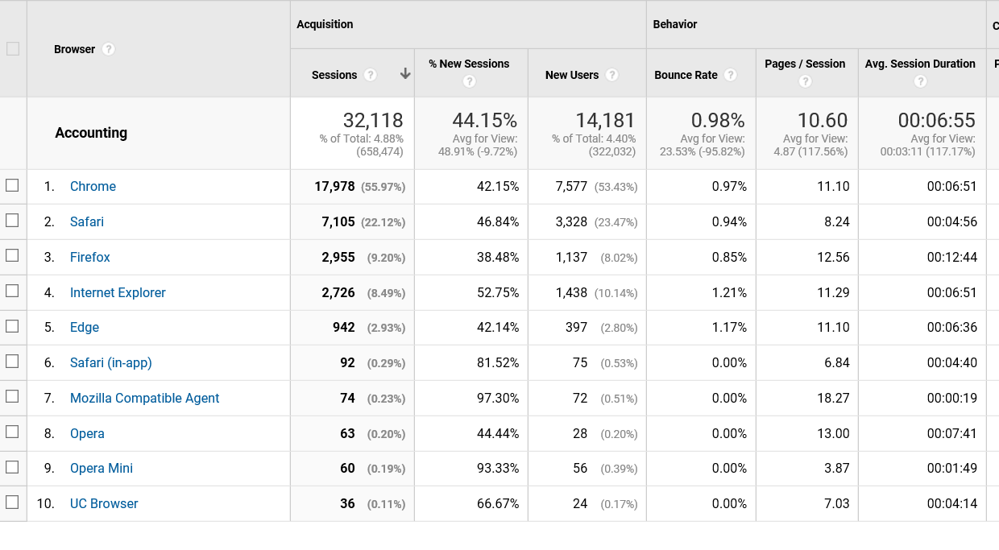 Acquisition Behavior C
Browser ?
Sessions ? % New Sessions ? New Users ? Bounce Rate ? Pages / Session ? Avg. Session Duration ? P
Accounting 32,118 44.15% 14,181 0.98% 10.60 00:06:55
% of Total: 4.88% Avg for View: % of Total: 4.40% Avg for View: Avg for View: Avg for View:
(658,474) 48.91% (-9.72%) (322,032) 23.53% (-95.82%) 4.87 (117.56%) 00:03:11 (117.17%)
1. Chrome 17,978 (55.97%) 42.15% 7,577 (53.43%) 0.97% 11.10 00:06:51
2. Safari 7,105 (22.12%) 46.84% 3,328 (23.47%) 0.94% 8.24 00:04:56
3. Firefox 2,955 (9.20%) 38.48% 1,137 (8.02%) 0.85% 12.56 00:12:44
4. Internet Explorer 2,726 (8.49%) 52.75% 1,438 (10.14%) 1.21% 11.29 00:06:51
5. Edge 942 (2.93%) 42.14% 397 (2.80%) 1.17% 11.10 00:06:36
6. Safari (in-app) 92 (0.29%) 81.52% 75 (0.53%) 0.00% 6.84 00:04:40
7. Mozilla Compatible Agent 74 (0.23%) 97.30% 72 (0.51%) 0.00% 18.27 00:00:19
8. Opera 63 (0.20%) 44.44% 28 (0.20%) 0.00% 13.00 00:07:41
9. Opera Mini 60 (0.19%) 93.33% 56 (0.39%) 0.00% 3.87 00:01:49
10. UC Browser 36 (0.11%) 66.67% 24 (0.17%) 0.00% 7.03 00:04:14